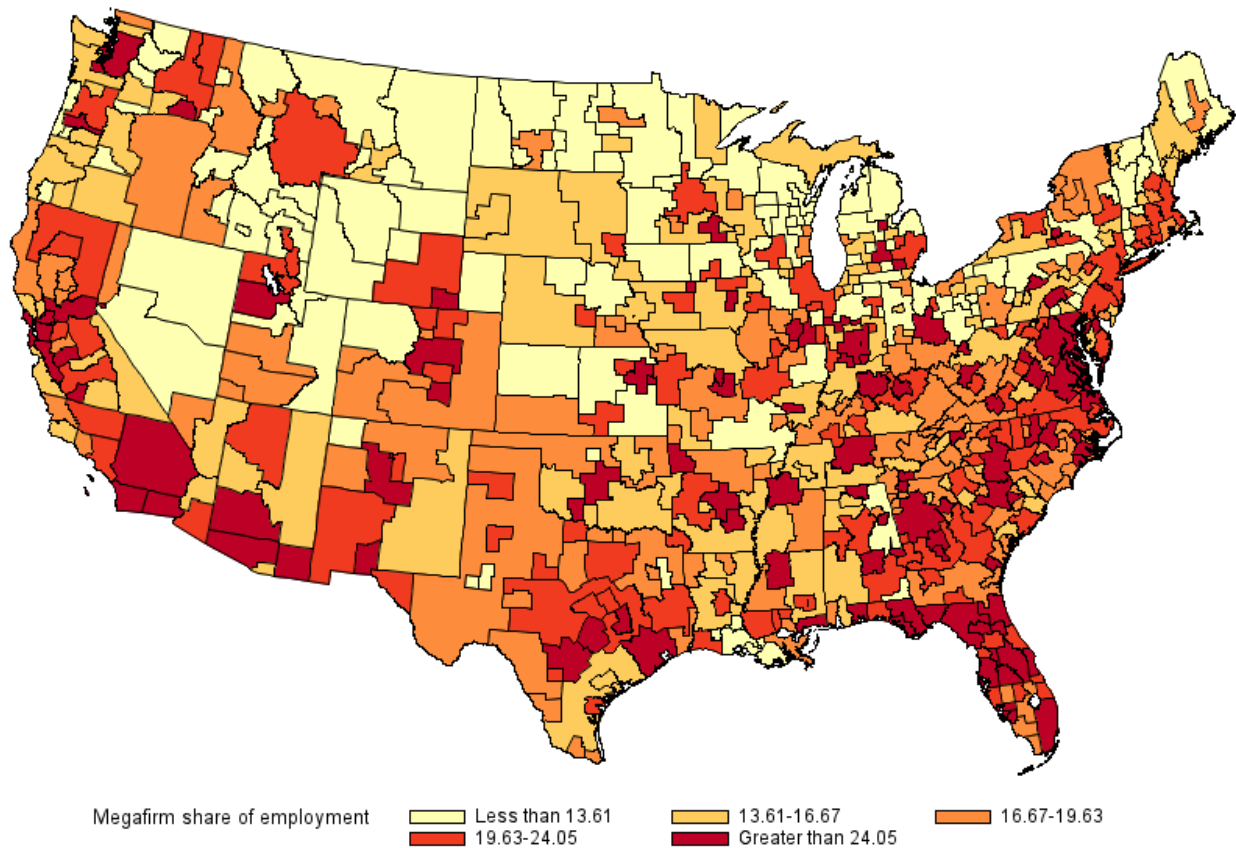 Megafirm share of employment Less than 13.61 13.61-16.67 16.67-19.63
19.63-24.05 Greater than 24.05